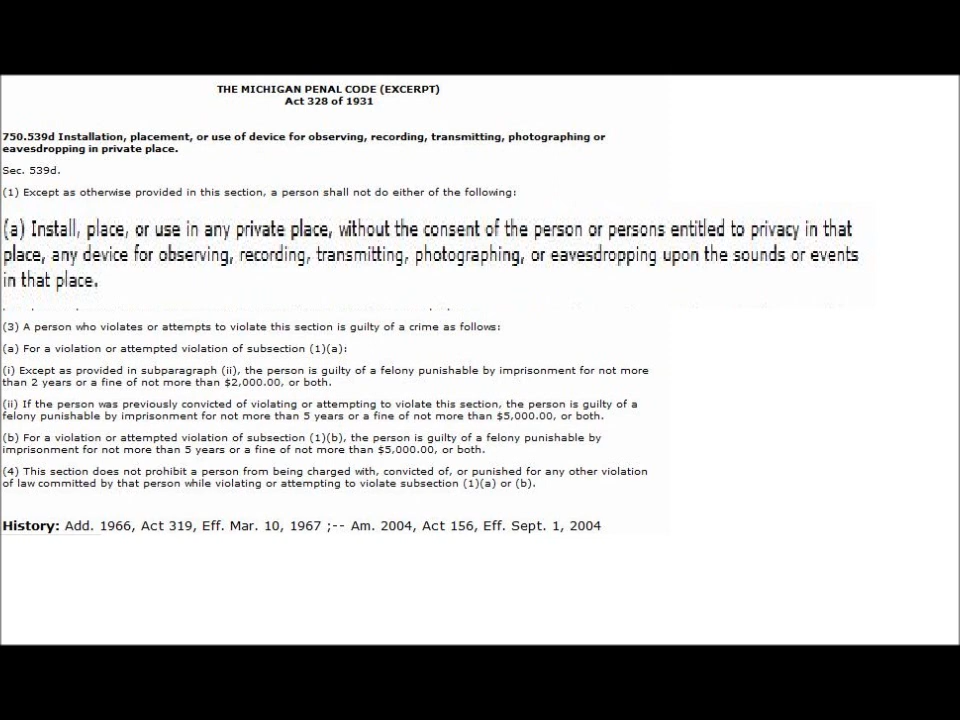 THE MICHIGAN PENAL CODE (EXCERPT)
Act 328 of 1931
750.539d Installation, placement, or use of device for observing, recording, transmitting, photographing or
eavesdropping in private place.
Sec. 539d.
(1) Except as otherwise provided in this section, a person shall not do either of the following:
(a) Install, place, or use in any private place, without the consent of the person or persons entitled to privacy in that
place, any device for observing, recording, transmitting, photographing, or eavesdropping upon the sounds or events
in that place.
(3) A person who violates or attempts to violate this section is guilty of a crime as follows:
(a) For a violation or attempted violation of subsection (1)(a):
(i) Except as provided in subparagraph (ii), the person is guilty of a felony punishable by imprisonment for not more
than 2 years or a fine of not more than $2,000.00, or both.
(ii) If the person was previously convicted of violating or attempting to violate this section, the person is guilty of a
felony punishable by imprisonment for not more than 5 years or a fine of not more than $5,000.00, or both.
(b) For a violation or attempted violation of subsection (1)(b), the person is guilty of a felony punishable by
imprisonment for not more than 5 years or a fine of not more than $5,000.00, or both.
(4) This section does not prohibit a person from being charged with, convicted of, or punished for any other violation
of law committed by that person while violating or attempting to violate subsection (1)(a) or (b).
History: Add. 1966, Act 319, Eff. Mar. 10, 1967 ;-- Am. 2004, Act 156, Eff. Sept. 1, 2004